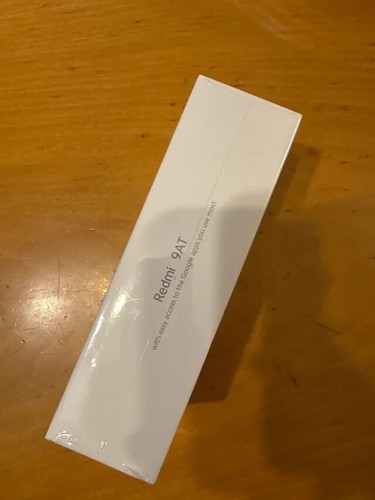 Redmi 9AT
with easy access to the Google apps you use most